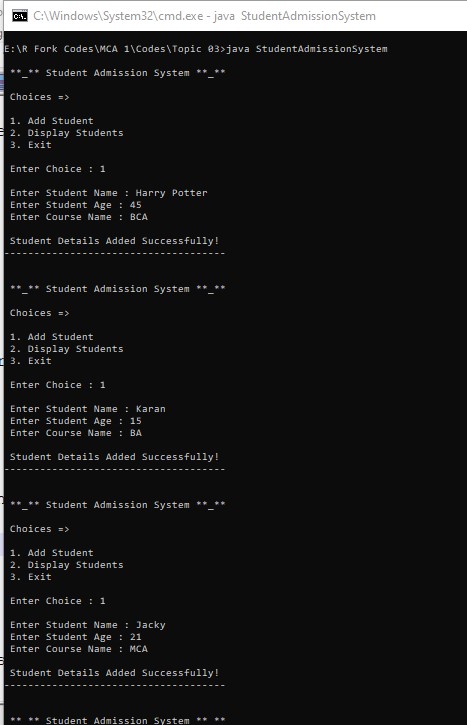 C:\Windows\System32\cmd.exe - java StudentAdmissionSystem
E:\R Fork Codes\MCA 1\Codes\Topic 03>java StudentAdmissionSystem
**_** Student Admission System **_**
Choices =>
1. Add Student
2. Display Students
3. Exit
Enter Choice : 1
Enter Student Name : Harry Potter
Enter Student Age : 45
Enter Course Name : BCA
Student Details Added Successfully!
-------------------------------------
**_** Student Admission System **_**
Choices =>
1. Add Student
2. Display Students
3. Exit
Enter Choice : 1
Enter Student Name : Karan
Enter Student Age : 15
Enter Course Name : BA
Student Details Added Successfully!
-------------------------------------
**_** Student Admission System **_**
Choices =>
1. Add Student
2. Display Students
3. Exit
Enter Choice : 1
Enter Student Name : Jacky
Enter Student Age : 21
Enter Course Name : MCA
Student Details Added Successfully!
-------------------------------------
**_** Student Admission System **_**